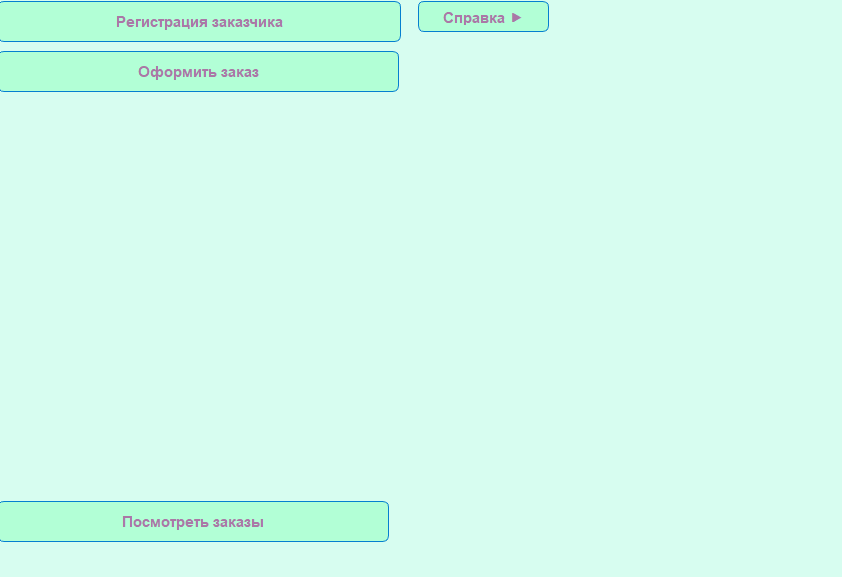 Регистрация заказчика
Справка ►
Оформить заказ
Посмотреть заказы